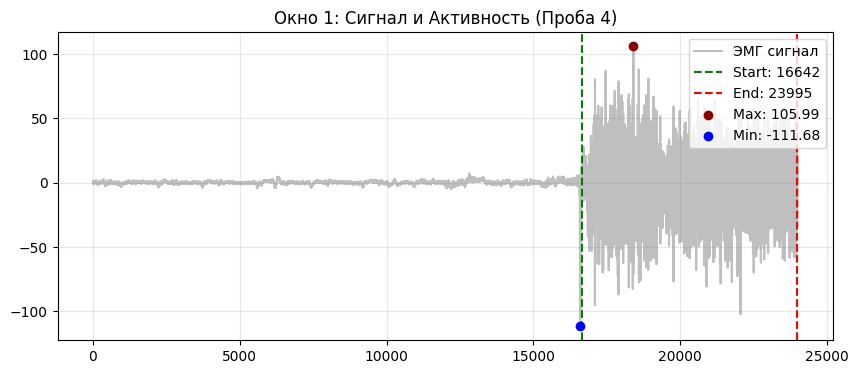 Окно 1: Сигнал и Активность (Проба 4)
100
50
0
−50
−100
0
5000
10000
15000
20000
25000
ЭМГ сигнал
Start: 16642
End: 23995
Max: 105.99
Min: -111.68